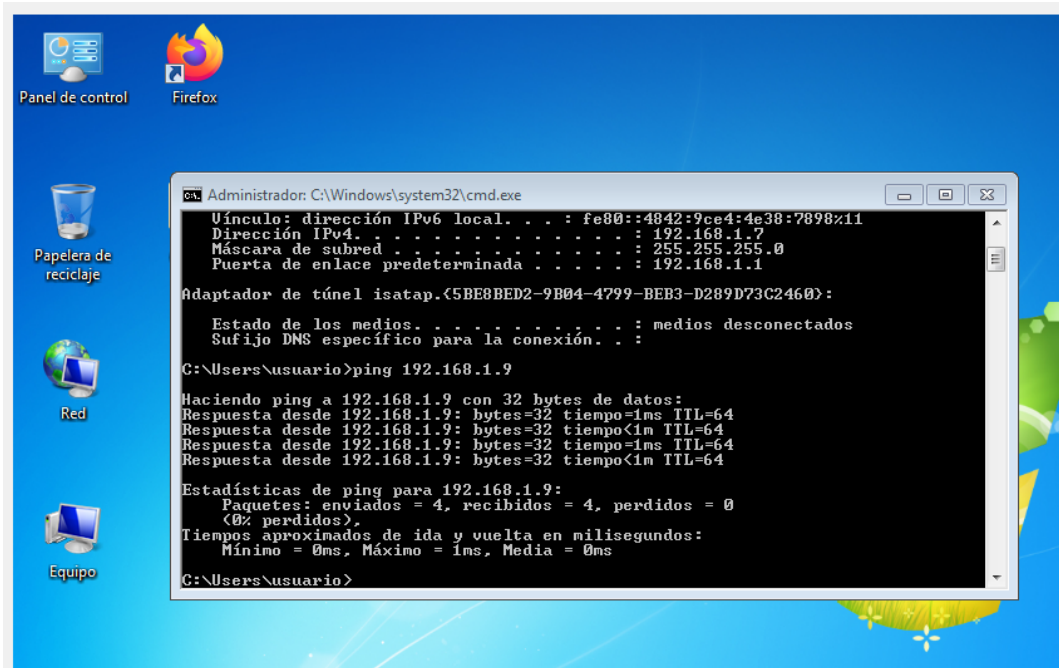 Panel de control
Firefox
Papelera de
reciclaje
Red
Equipo
Administrador: C:\Windows\system32\cmd.exe
Vínculo: dirección IPv6 local. . . : fe80::4842:9ce4:4e38:7898%11
Dirección IPv4. . . . . . . . . . . . . . : 192.168.1.7
Máscara de subred . . . . . . . . . . . . : 255.255.255.0
Puerta de enlace predeterminada . . . . . : 192.168.1.1
Adaptador de túnel isatap.{5BE8BED2-9B04-4799-BEB3-D289D73C2460}:
Estado de los medios. . . . . . . . . . . : medios desconectados
Sufijo DNS específico para la conexión. . :
C:\Users\usuario>ping 192.168.1.9
Haciendo ping a 192.168.1.9 con 32 bytes de datos:
Respuesta desde 192.168.1.9: bytes=32 tiempo=1ms TTL=64
Respuesta desde 192.168.1.9: bytes=32 tiempo<1m TTL=64
Respuesta desde 192.168.1.9: bytes=32 tiempo=1ms TTL=64
Respuesta desde 192.168.1.9: bytes=32 tiempo<1m TTL=64
Estadísticas de ping para 192.168.1.9:
Paquetes: enviados = 4, recibidos = 4, perdidos = 0
(0% perdidos),
Tiempos aproximados de ida y vuelta en milisegundos:
Mínimo = 0ms, Máximo = 1ms, Media = 0ms
C:\Users\usuario>